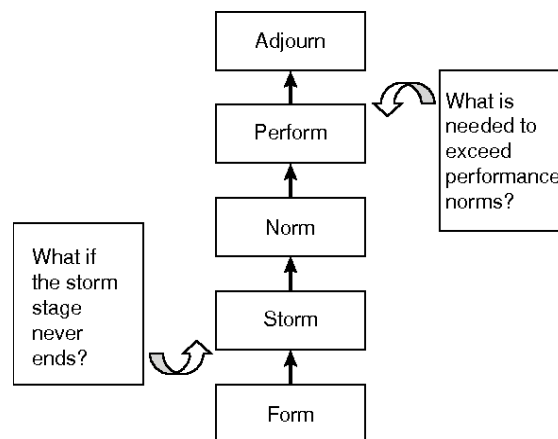 Adjourn
Perform
What is
needed to
exceed
performance
norms?
Norm
What if
the storm
stage
never
ends?
Storm
Form